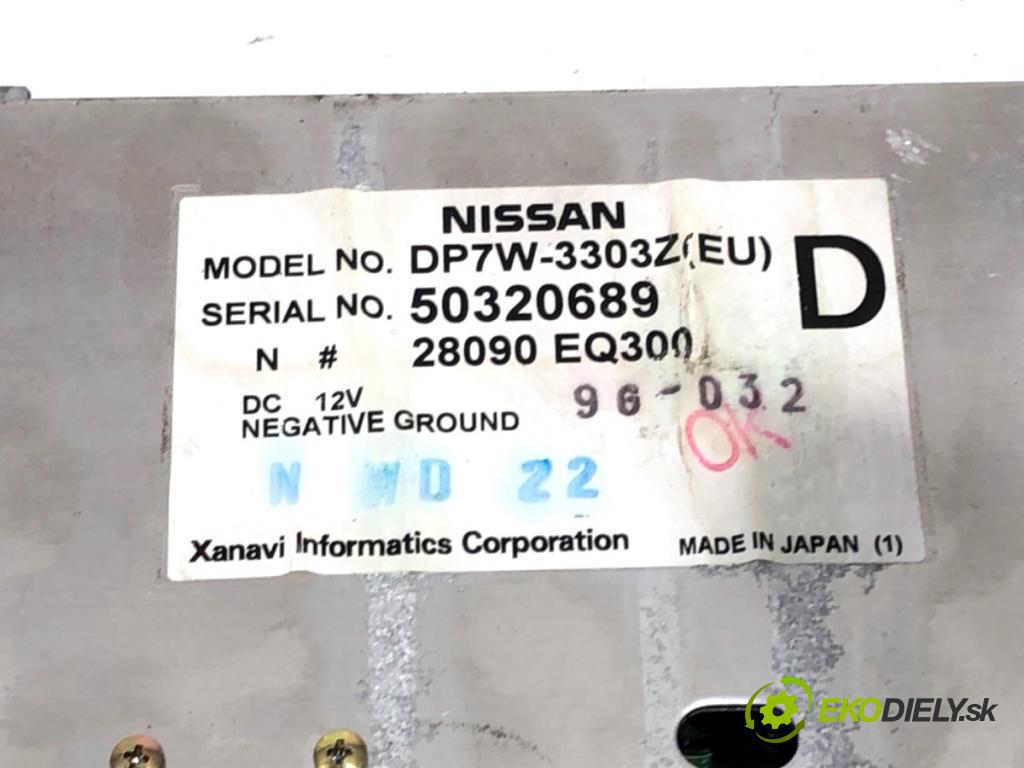 NISSAN
MODEL NO. DP7W-3303Z(EU)
D
SERIAL NO. 50320689
N # 28090 EQ300
DC 12V
96-032
NEGATIVE GROUND
OK
N WD 22
Xanavi Informatics Corporation MADE IN JAPAN (1)
EKODIELY.sk